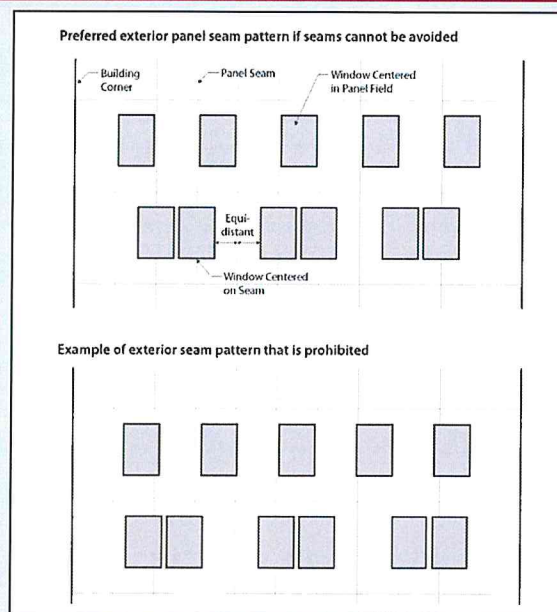 Preferred exterior panel seam pattern if seams cannot be avoided
Building
Corner
Panel Seam
Window Centered
in Panel Field
Equi-
distant
Window Centered
on Seam
Example of exterior seam pattern that is prohibited